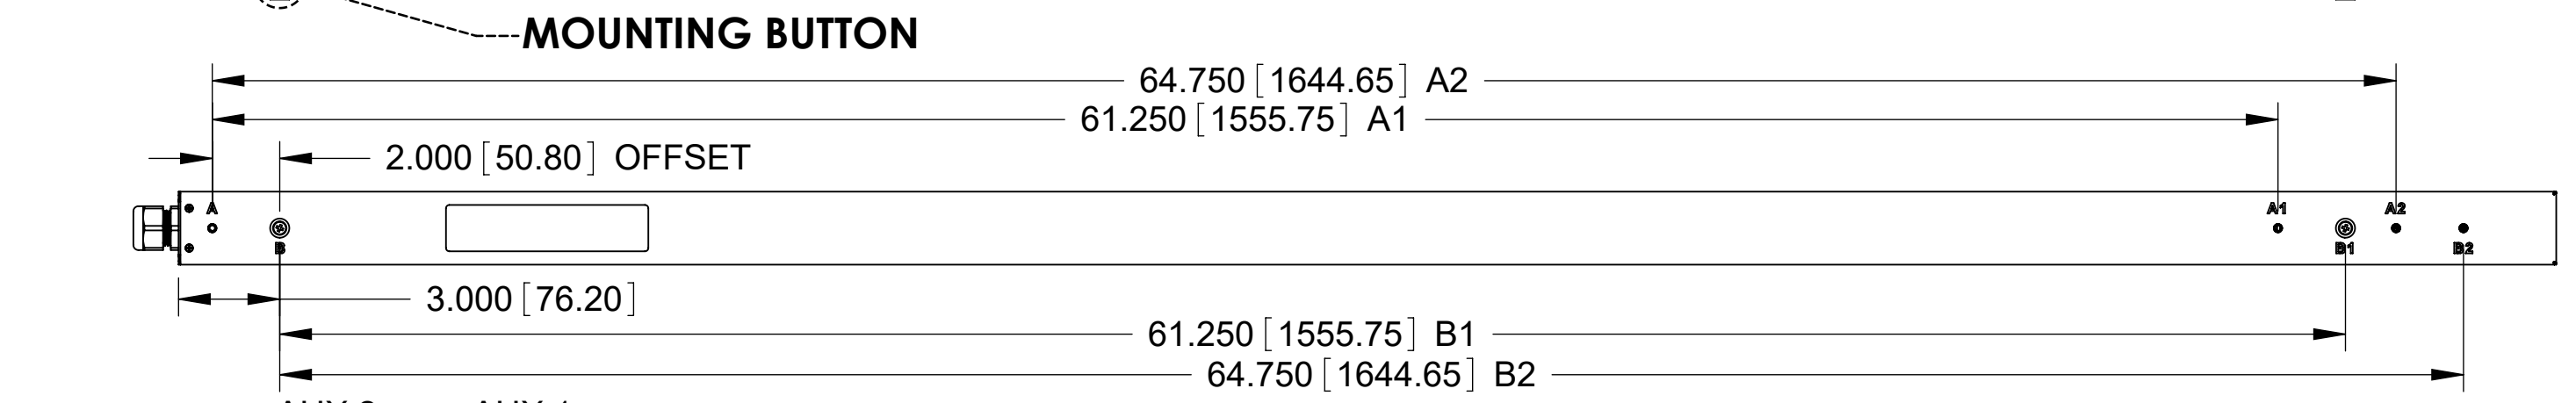 MOUNTING BUTTON
64.750 [1644.65] A2
61.250 [1555.75] A1
2.000 [50.80] OFFSET
A
A1
A2
B
B1
B2
3.000 [76.20]
61.250 [1555.75] B1
64.750 [1644.65] B2